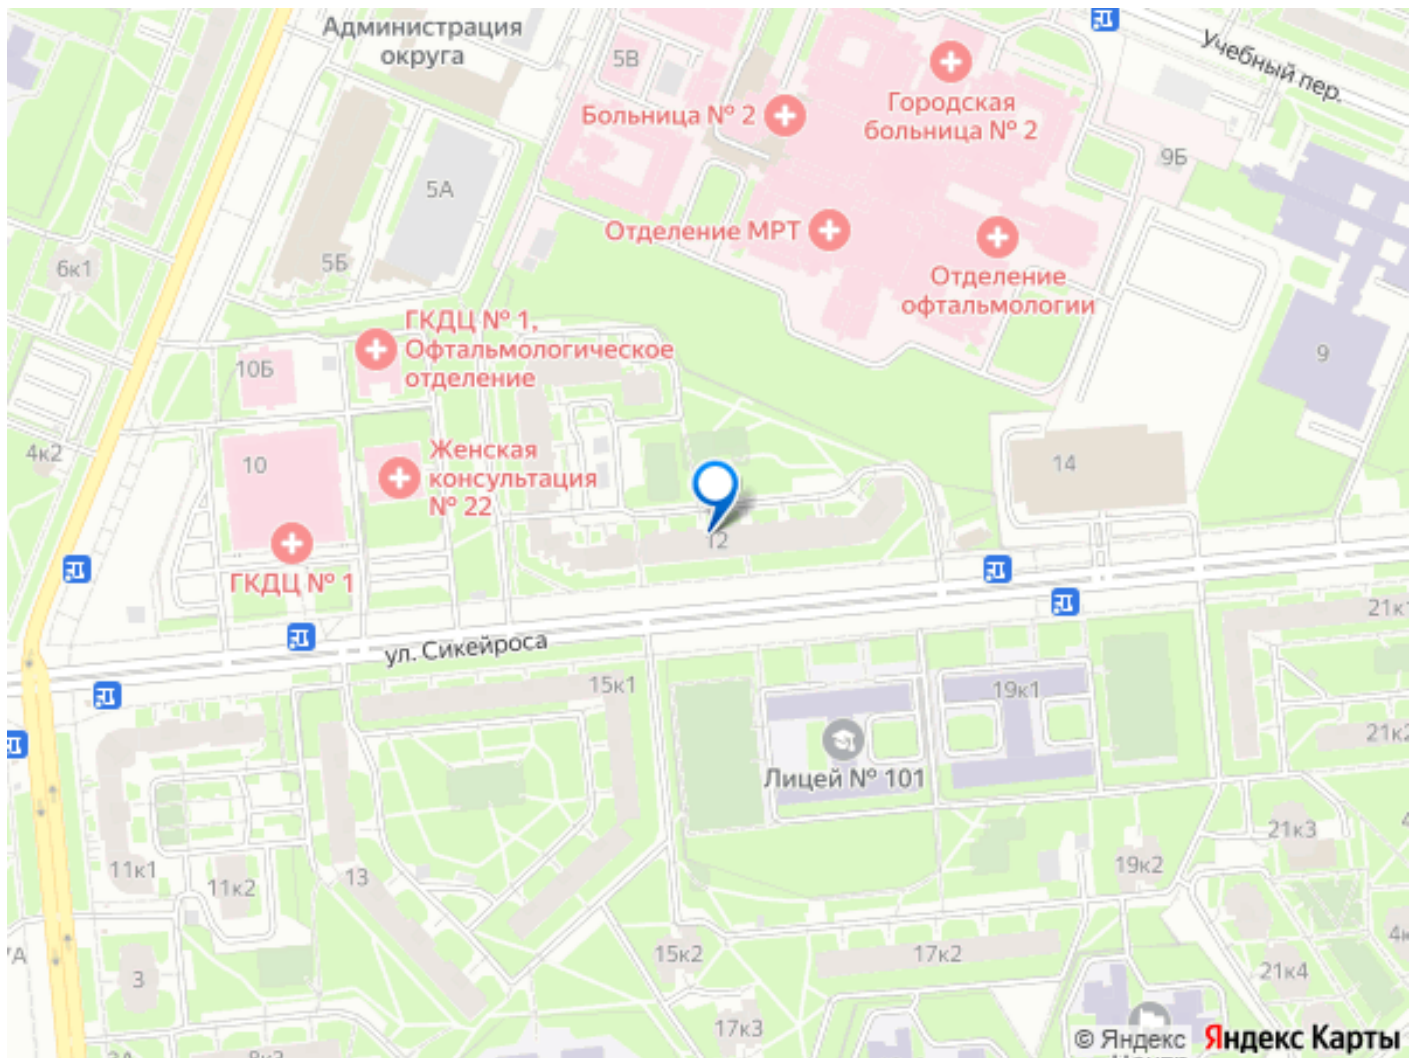 Администрация
округа
5В
Учебный пер.
Городская
больница № 2
Больница № 2
9Б
5А
Отделение МРТ
5Б
6к1
Отделение
офтальмологии
ГКДЦ № 1,
Офтальмологическое
отделение
10Б
9
4к2
10
Женская
консультация
№ 22
14
12
ГКДЦ № 1
ул. Сикейроса
15к1
19к1
21к2
Лицей № 101
21к3
11к1
11к2
13
19к2
15к2
17к2
3
21к4
17к3
© Яндекс
Яндекс Карты